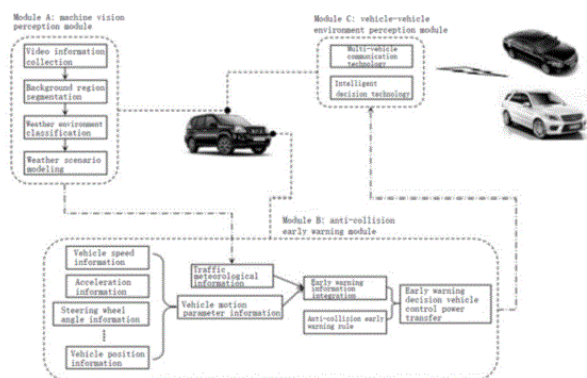 Module A: machine vision
perception module
Video information
collection
Background region
segmentation
Weather environment
classification
Weather scenario
modeling
Module C: vehicle-vehicle
environment perception module
Multi-vehicle
communication
technology
Intelligent
decision technology
Module B: anti-collision
early warning module
Vehicle speed
information
Acceleration
information
Steering wheel
angle information
Vehicle position
information
Traffic
meteorological
information
Vehicle motion
parameter information
Early warning
information
integration
Anti-collision early
warning rule
Early warning
decision vehicle
control power
transfer